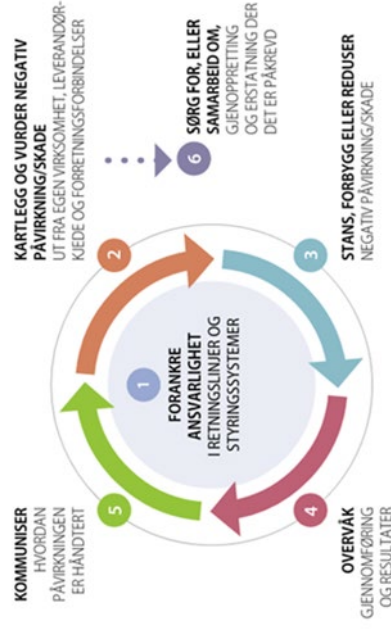 1
FORANKRE
ANSVARLIGHET
I RETNINGSLINJER OG
STYRINGSSYSTEMER
2
KARTLEGG OG VURDER NEGATIV
PÅVIRKNING/SKADE
UT FRA EGEN VIRKSOMHET, LEVERANDØR-
KJEDE OG FORRETNINGSFORBINDELSER
3
STANS, FORBYGG ELLER REDUSER
NEGATIV PÅVIRKNING/SKADE
4
OVERVÅK
GJENNOMFØRING
OG RESULTATER
5
KOMMUNISER
HVORDAN
PÅVIRKNINGEN
ER HÅNDTERT
6
SØRG FOR, ELLER
SAMARBEID OM,
GJENOPPRETTING
OG ERSTATNING DER
DET ER PÅKREVD